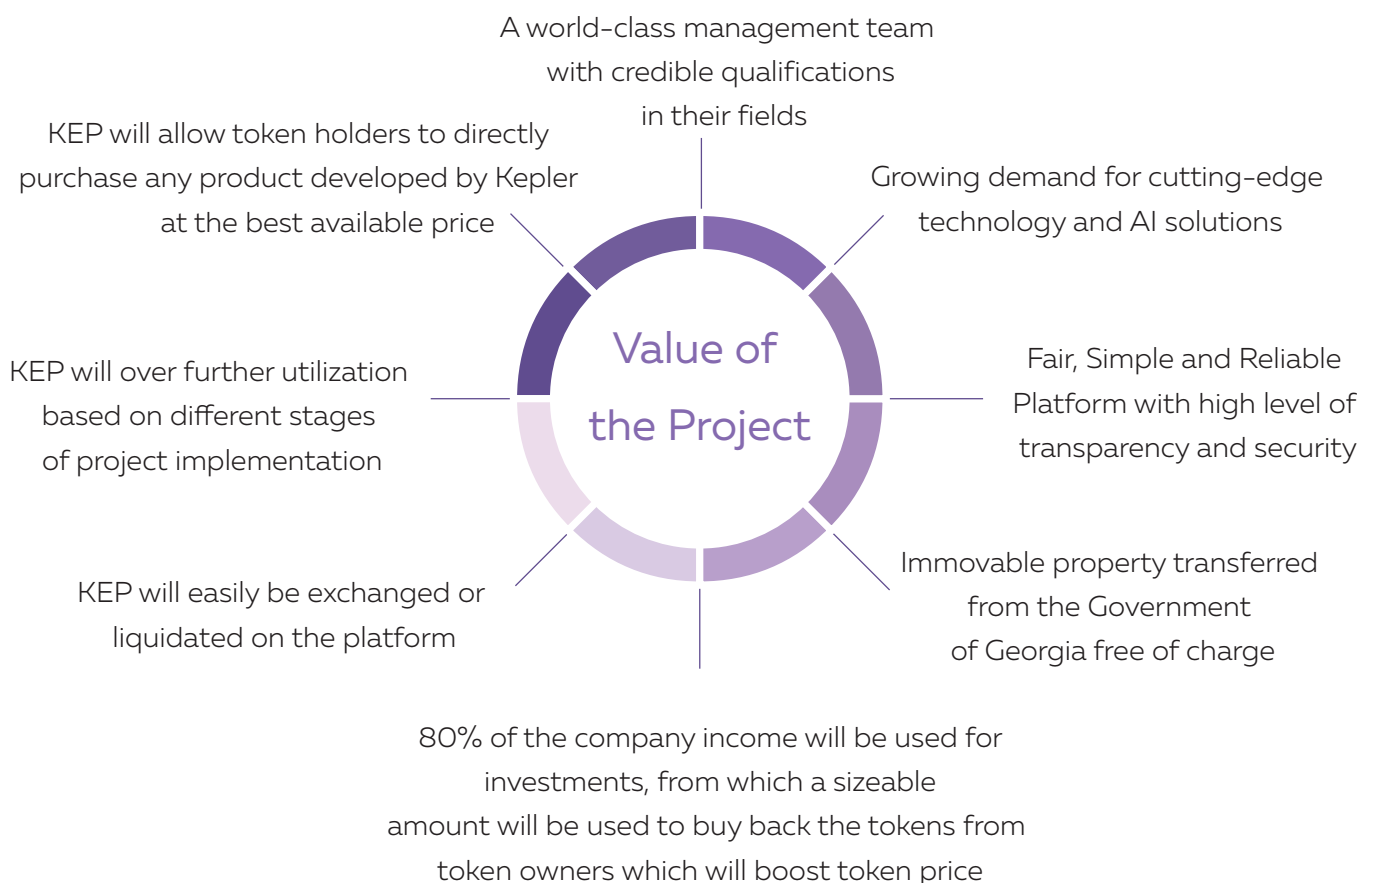 A world-class management team
with credible qualifications
in their fields
KEP will allow token holders to directly
purchase any product developed by Kepler
at the best available price
Growing demand for cutting-edge
technology and AI solutions
Value of
the Project
KEP will over further utilization
based on different stages
of project implementation
Fair, Simple and Reliable
Platform with high level of
transparency and security
KEP will easily be exchanged or
liquidated on the platform
Immovable property transferred
from the Government
of Georgia free of charge
80% of the company income will be used for
investments, from which a sizeable
amount will be used to buy back the tokens from
token owners which will boost token price